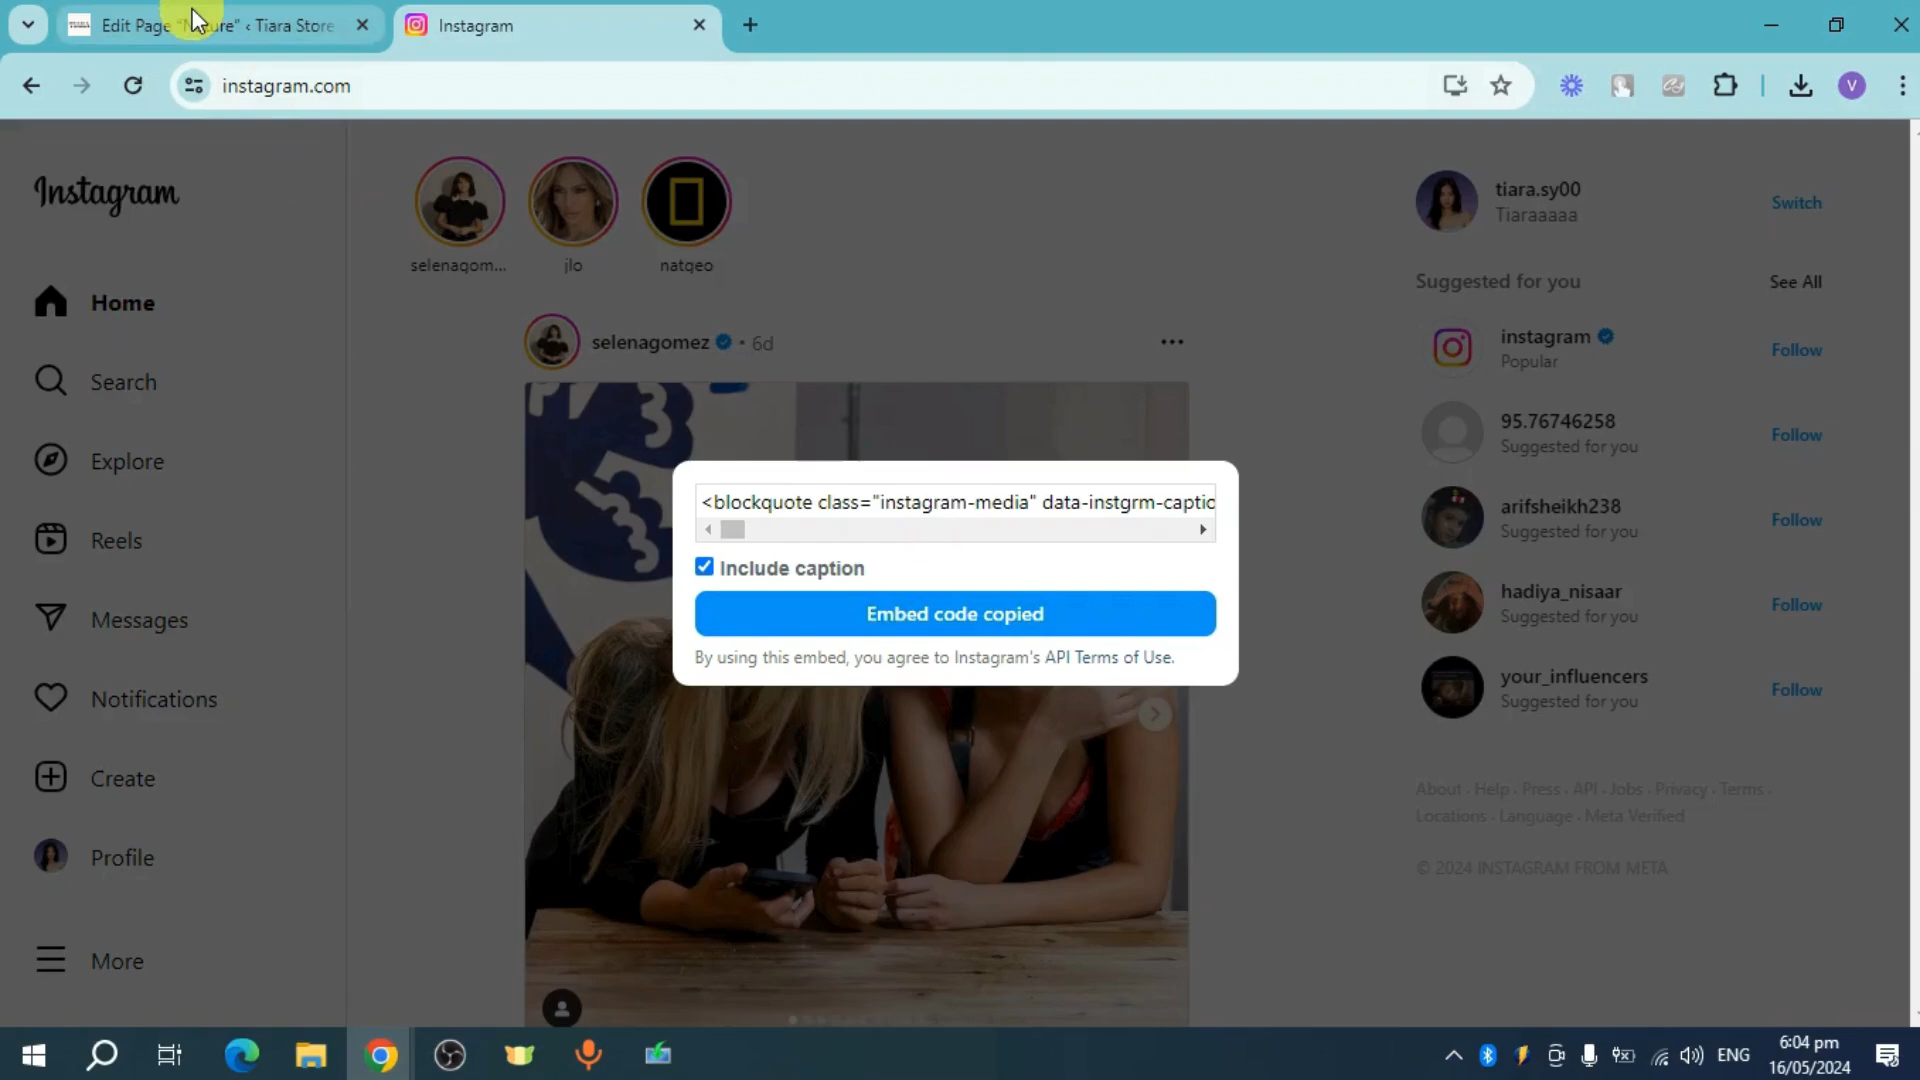 Edit Page "Nature" ‹ Tiara Store
Instagram
instagram.com
V
Instagram
Home
Search
Explore
Reels
Messages
Notifications
Create
Profile
More
selenagom...
jlo
natgeo
selenagomez • 6d
<blockquote class="instagram-media" data-instgrm-captio
Include caption
Embed code copied
By using this embed, you agree to Instagram's API Terms of Use.
tiara.sy00
Tiaraaaaa
Switch
Suggested for you
See All
instagram
Popular
Follow
95.76746258
Suggested for you
Follow
arifsheikh238
Suggested for you
Follow
hadiya_nisaar
Suggested for you
Follow
your_influencers
Suggested for you
Follow
About · Help · Press · API · Jobs · Privacy · Terms ·
Locations · Language · Meta Verified
© 2024 INSTAGRAM FROM META
ENG
6:04 pm
16/05/2024